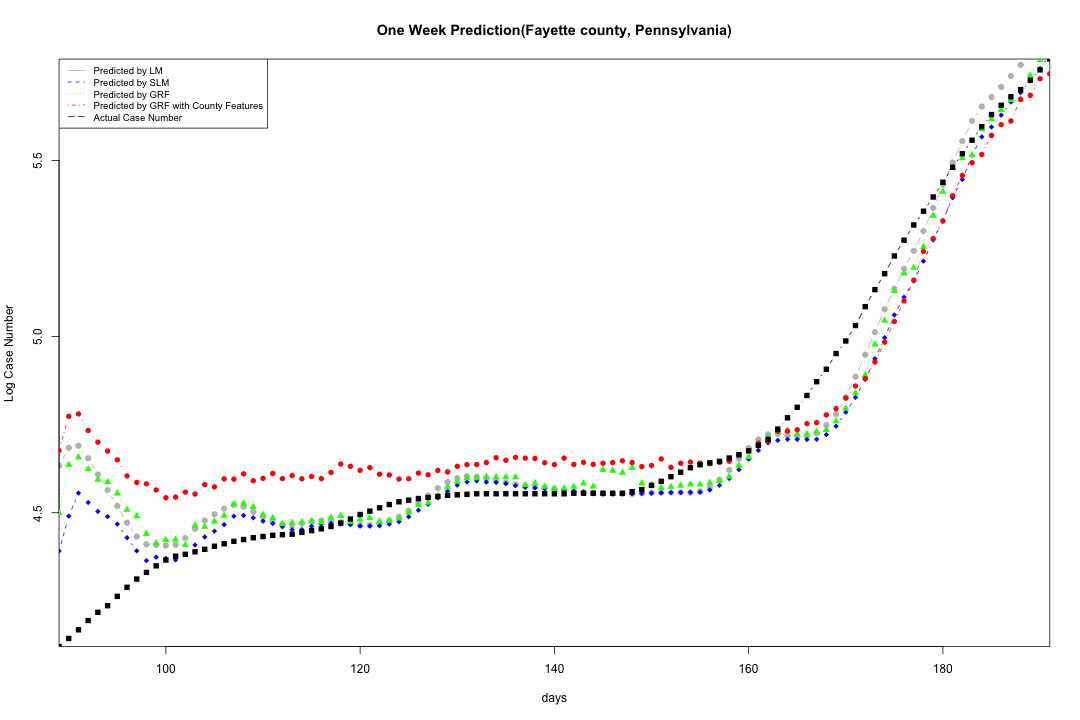 One Week Prediction(Fayette county, Pennsylvania)
Predicted by LM
Predicted by SLM
Predicted by GRF
Predicted by GRF with County Features
Actual Case Number
Log Case Number
5.5
5.0
4.5
100 120 140 160 180
days